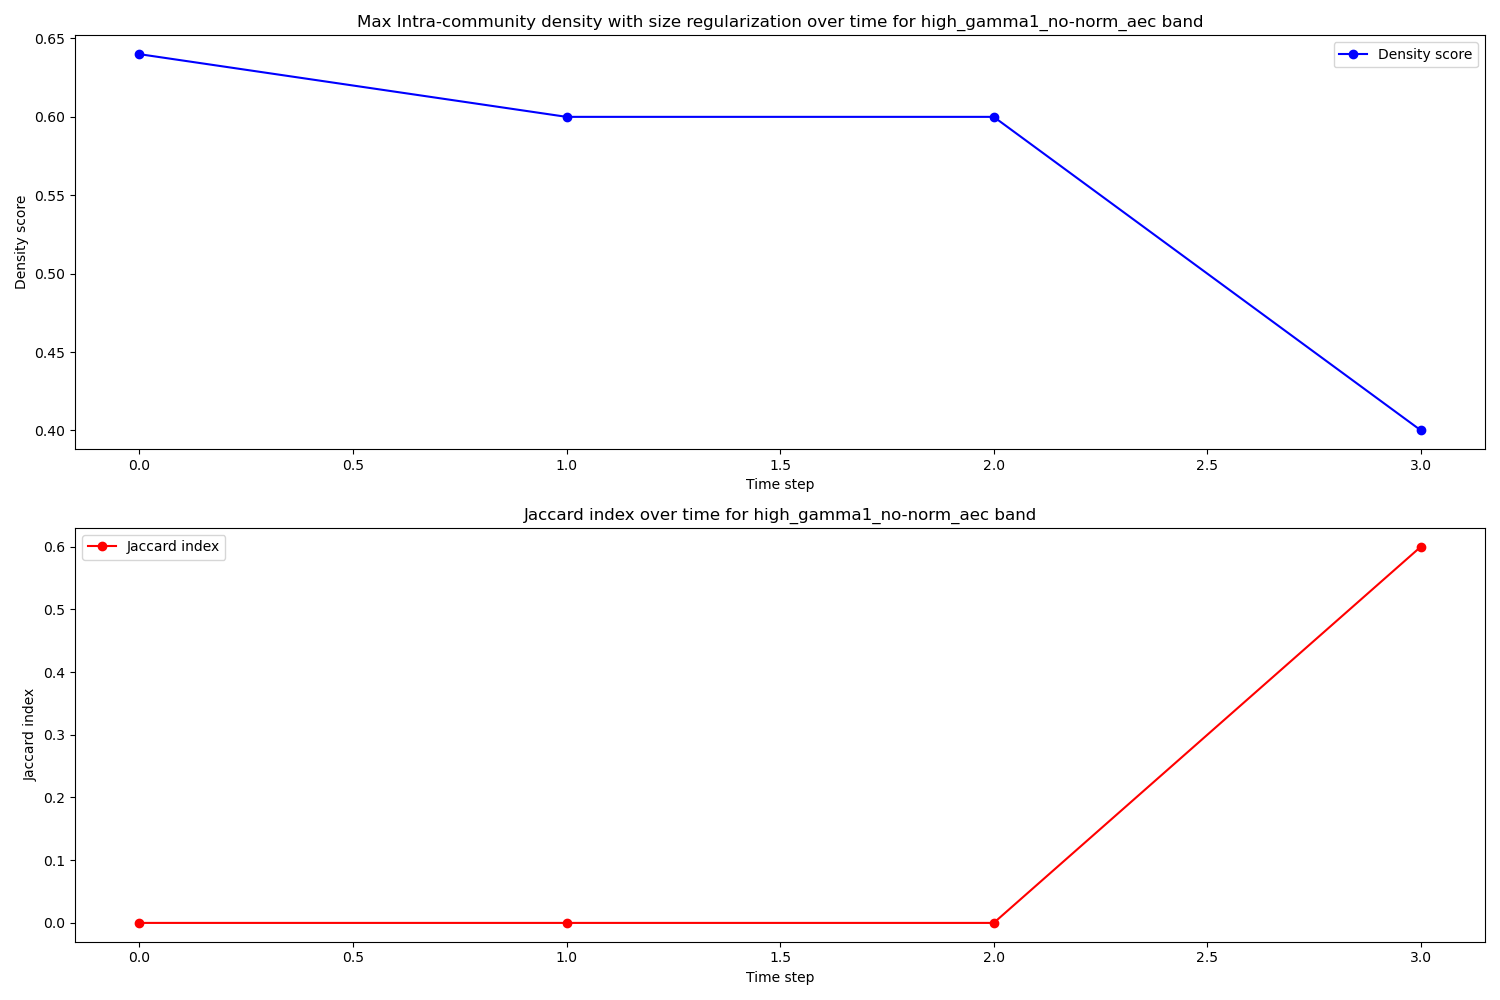 Max Intra-community density with size regularization over time for high_gamma1_no-norm_aec band
0.65
0.60
0.55
0.50
0.45
0.40
Density score
Density score
0.0 0.5 1.0 1.5 2.0 2.5 3.0
Time step
Jaccard index over time for high_gamma1_no-norm_aec band
0.6
0.5
0.4
0.3
0.2
0.1
0.0
Jaccard index
Jaccard index
0.0 0.5 1.0 1.5 2.0 2.5 3.0
Time step